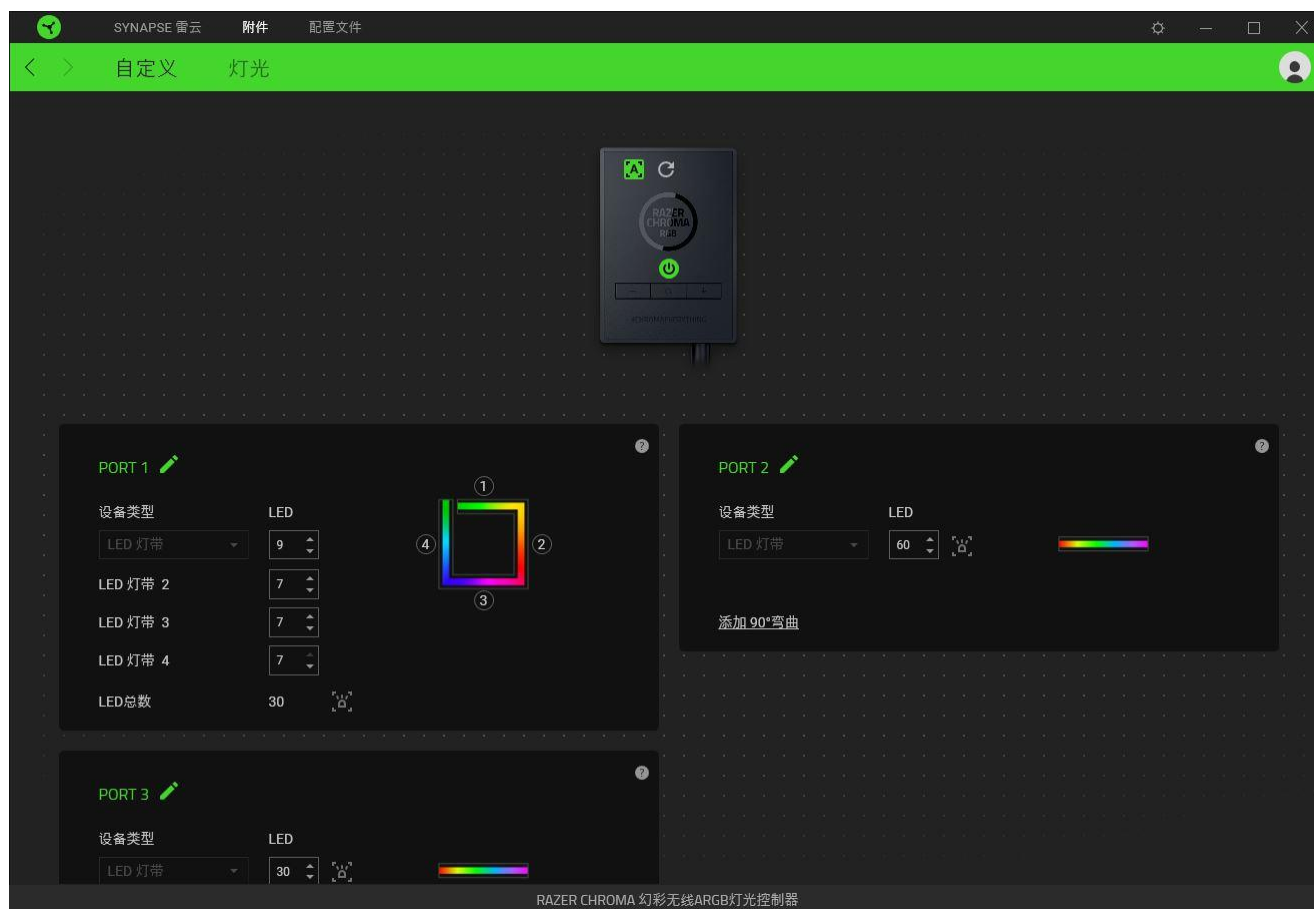 SYNAPSE 雷云 附件 配置文件
自定义 灯光
A
RAZER
CHROMA
RGB
PORT 1
设备类型 LED
LED 灯带 9
LED 灯带 2 7
LED 灯带 3 7
LED 灯带 4 7
LED总数 30
1
4 2
3
?
PORT 2
设备类型 LED
LED 灯带 60
添加 90°弯曲
?
PORT 3
设备类型 LED
LED 灯带 30
?
RAZER CHROMA 幻彩无线ARGB灯光控制器